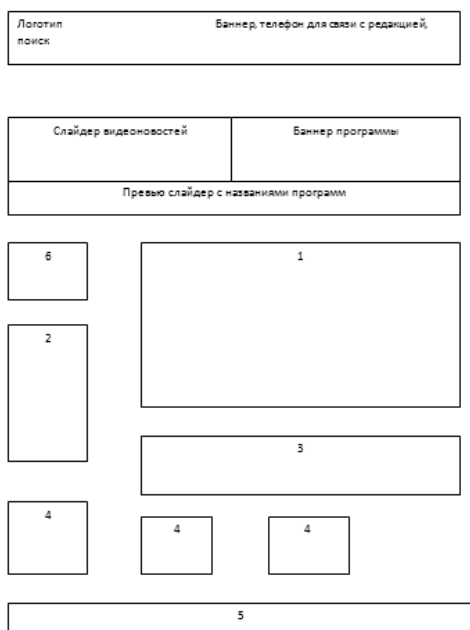 Логотип Баннер, телефон для связи с редакцией,
поиск
Слайдер видеоновостей Баннер программы
Превью слайдер с названиями программ
6 1
2
3
4 4 4
5